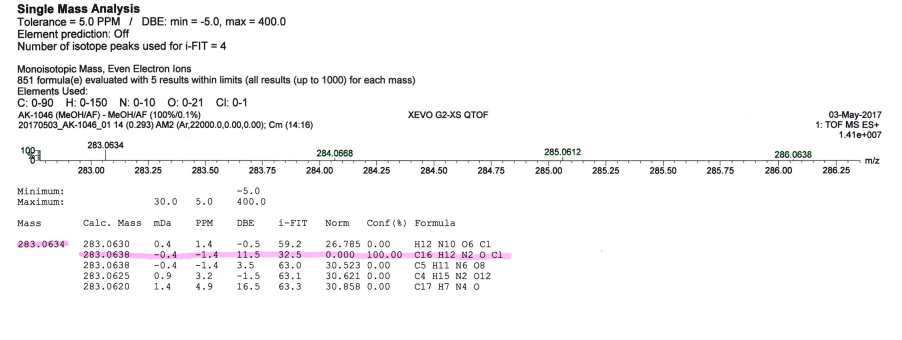 Single Mass Analysis
Tolerance = 5.0 PPM / DBE: min = -5.0, max = 400.0
Element prediction: Off
Number of isotope peaks used for i-FIT = 4
Monoisotopic Mass, Even Electron Ions
851 formula(e) evaluated with 5 results within limits (all results (up to 1000) for each mass)
Elements Used:
C: 0-90 H: 0-150 N: 0-10 O: 0-21 Cl: 0-1
AK-1046 (MeOH/AF) - MeOH/AF (100%/0.1%) XEVO G2-XS QTOF 03-May-2017
20170503_AK-1046_01 14 (0.293) AM2 (Ar,22000.0,0.00,0.00); Cm (14:16) 1: TOF MS ES+
1.41e+007
100 283.0634 284.0668 285.0612 286.0638
%
0 m/z
283.00 283.25 283.50 283.75 284.00 284.25 284.50 284.75 285.00 285.25 285.50 285.75 286.00 286.25
Minimum: -5.0
Maximum: 30.0 5.0 400.0
Mass Calc. Mass mDa PPM DBE i-FIT Norm Conf(%) Formula
283.0634 283.0630 0.4 1.4 -0.5 59.2 26.785 0.00 H12 N10 O6 Cl
283.0638 -0.4 -1.4 11.5 32.5 0.000 100.00 C16 H12 N2 O Cl
283.0638 -0.4 -1.4 3.5 63.0 30.523 0.00 C5 H11 N6 O8
283.0625 0.9 3.2 -1.5 63.1 30.621 0.00 C4 H15 N2 O12
283.0620 1.4 4.9 16.5 63.3 30.858 0.00 C17 H7 N4 O